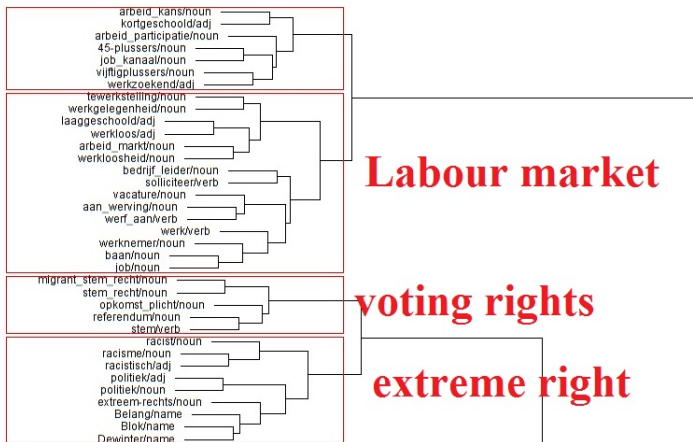 arbeid_kans/noun
kortgeschoold/adj
arbeid_participatie/noun
45-plussers/noun
job_kanaal/noun
vijftigplussers/noun
werkzoekend/adj
tewerkstelling/noun
werkgelegenheid/noun
laaggeschoold/adj
werkloos/adj
arbeid_markt/noun
werkloosheid/noun
bedrijf_leider/noun
solliciteer/verb
Labour market
vacature/noun
aan_werving/noun
werf_aan/verb
werk/verb
werknemer/noun
baan/noun
job/noun
migrant_stem_recht/noun
stem_recht/noun
opkomst_plicht/noun
voting rights
referendum/noun
stem/verb
racist/noun
racisme/noun
racistisch/adj
politiek/adj
extreme right
politiek/noun
extreem-rechts/noun
Belang/name
Blok/name
Dewinter/name